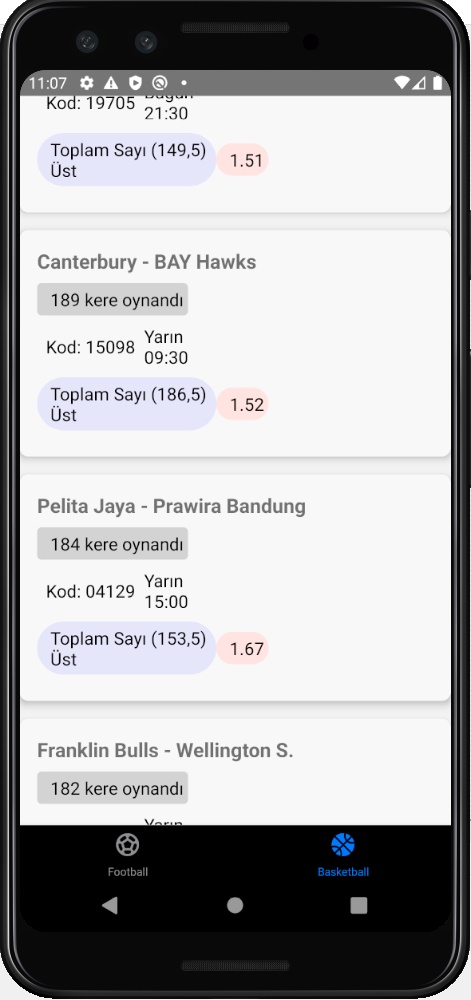 11:07
Kod: 19705 Bugün
21:30
Toplam Sayı (149,5)
Üst
1.51
Canterbury - BAY Hawks
189 kere oynandı
Kod: 15098 Yarın
09:30
Toplam Sayı (186,5)
Üst
1.52
Pelita Jaya - Prawira Bandung
184 kere oynandı
Kod: 04129 Yarın
15:00
Toplam Sayı (153,5)
Üst
1.67
Franklin Bulls - Wellington S.
182 kere oynandı
Yarın
Football
Basketball